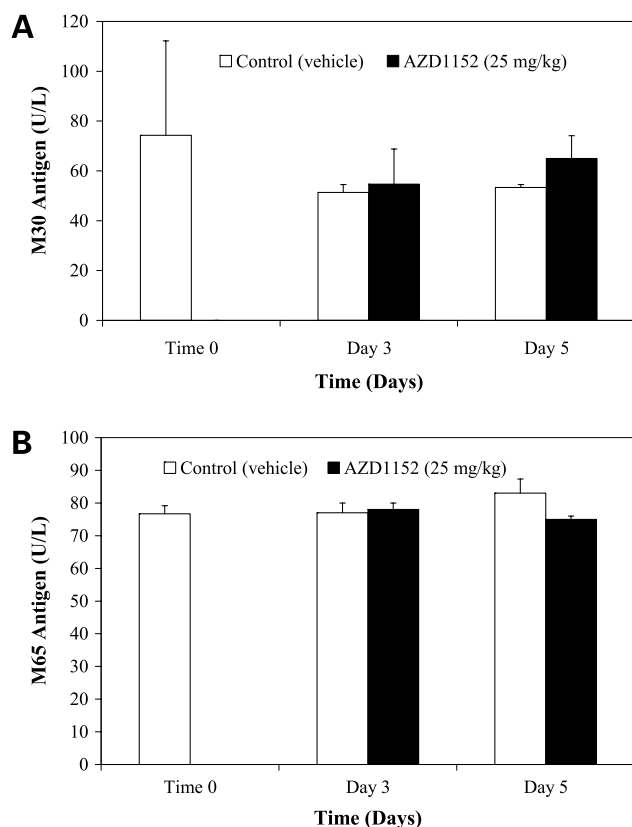 A
120
Control (vehicle) AZD1152 (25 mg/kg)
100
80
60
40
20
0
M30 Antigen (U/L)
Time 0 Day 3 Day 5
Time (Days)
B
100
90
Control (vehicle) AZD1152 (25 mg/kg)
80
70
60
50
40
30
20
10
0
M65 Antigen (U/L)
Time 0 Day 3 Day 5
Time (Days)